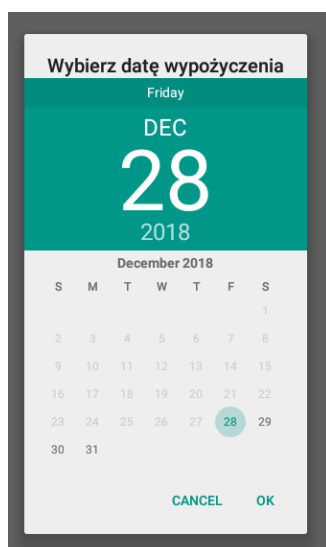 Wybierz datę wypożyczenia
Friday
DEC
28
2018
December 2018
S M T W T F S
1
2 3 4 5 6 7 8
9 10 11 12 13 14 15
16 17 18 19 20 21 22
23 24 25 26 27 28 29
30 31
CANCEL OK